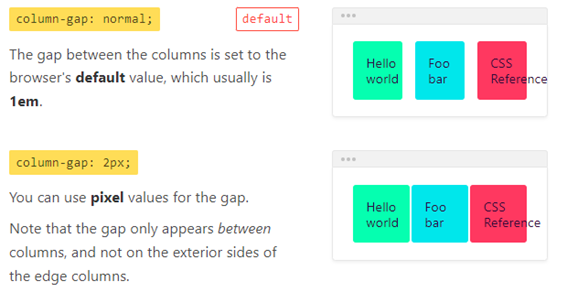 column-gap: normal;
default
The gap between the columns is set to the
browser's default value, which usually is
1em.
Hello
world
Foo
bar
CSS
Reference
column-gap: 2px;
You can use pixel values for the gap.
Note that the gap only appears between
columns, and not on the exterior sides of
the edge columns.
Hello
world
Foo
bar
CSS
Reference